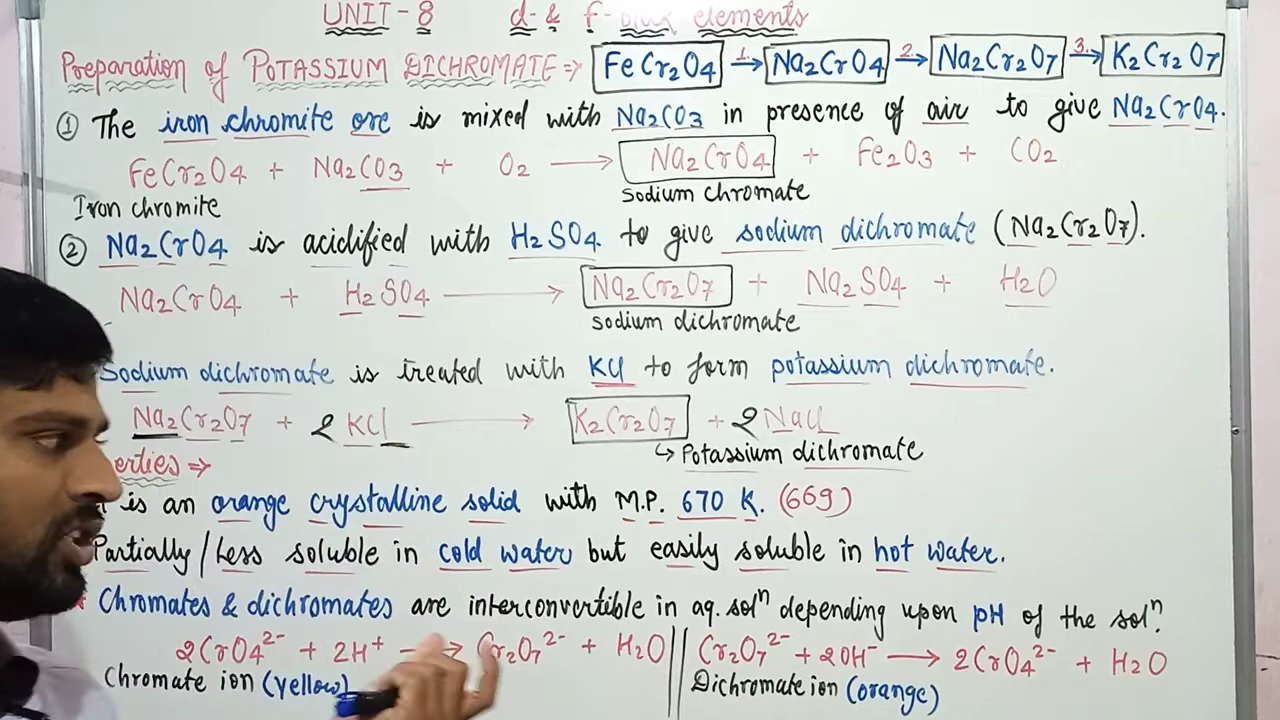 UNIT-8 d- & f-block elements
Preparation of POTASSIUM DICHROMATE ⇒ FeCr2O4 1.→ Na2CrO4 2.→ Na2Cr2O7 3.→ K2Cr2O7
① The iron chromite ore is mixed with Na2CO3 in presence of air to give Na2CrO4.
FeCr2O4 + Na2CO3 + O2 → Na2CrO4 + Fe2O3 + CO2
Iron chromite sodium chromate
② Na2CrO4 is acidified with H2SO4 to give sodium dichromate (Na2Cr2O7).
Na2CrO4 + H2SO4 → Na2Cr2O7 + Na2SO4 + H2O
sodium dichromate
Sodium dichromate is treated with KCl to form potassium dichromate.
Na2Cr2O7 + 2 KCl → K2Cr2O7 + 2 NaCl
↳ Potassium dichromate
erties ⇒
is an orange crystalline solid with M.P. 670 K. (669)
Partially/Less soluble in cold water but easily soluble in hot water.
* Chromates & dichromates are interconvertible in aq. solⁿ depending upon pH of the solⁿ.
2CrO4²⁻ + 2H⁺ → Cr2O7²⁻ + H2O || Cr2O7²⁻ + 2OH⁻ → 2CrO4²⁻ + H2O
Chromate ion (yellow) Dichromate ion (orange)